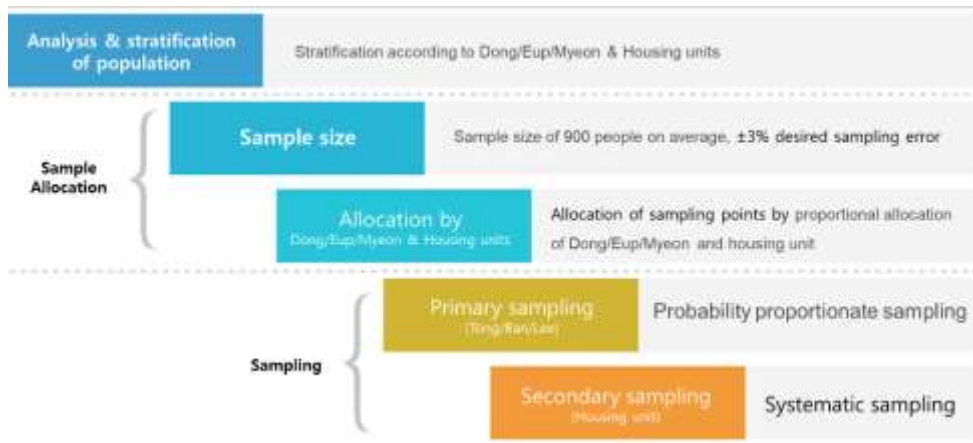 Analysis & stratification
of population
Stratification according to Dong/Eup/Myeon & Housing units
Sample
Allocation
Sample size
Sample size of 900 people on average, ±3% desired sampling error
Allocation by
Dong/Eup/Myeon & Housing units
Allocation of sampling points by proportional allocation
of Dong/Eup/Myeon and housing unit
Sampling
Primary sampling
(Tong/Ban/Lee)
Probability proportionate sampling
Secondary sampling
(Housing unit)
Systematic sampling